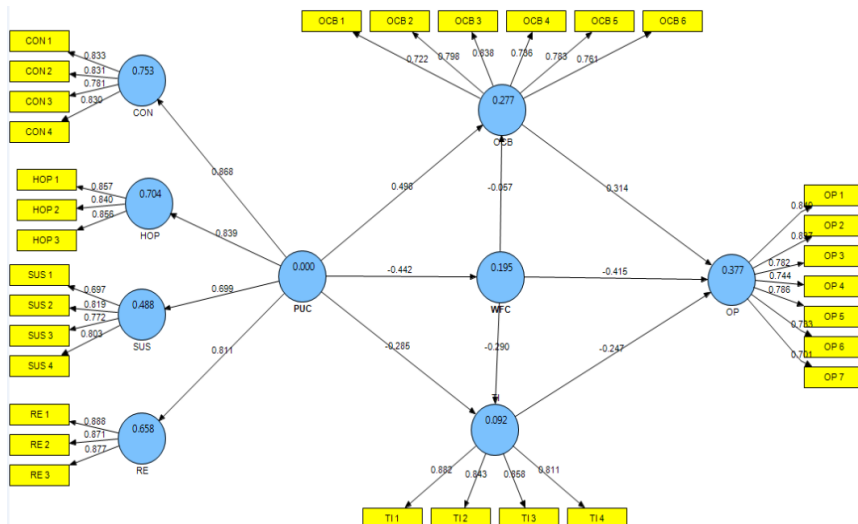 OCB 1 OCB 2 OCB 3 OCB 4 OCB 5 OCB 6
0.722 0.798 0.838 0.736 0.783 0.761
CON 1
CON 2
CON 3
CON 4
0.833
0.831
0.781
0.830
0.753
CON
0.277
OCB
0.868
HOP 1
HOP 2
HOP 3
0.857
0.840
0.856
0.704
HOP
0.839
0.498
-0.057
0.314
OP 1
OP 2
OP 3
OP 4
OP 5
OP 6
OP 7
0.782
0.744
0.786
0.733
0.701
0.377
OP
SUS 1
SUS 2
SUS 3
SUS 4
0.697
0.819
0.772
0.803
0.488
SUS
0.699
0.000
PUC
-0.442
0.195
WFC
-0.415
0.811
-0.285
-0.290
-0.247
RE 1
RE 2
RE 3
0.888
0.871
0.877
0.658
RE
TI
0.092
0.882 0.843 0.858 0.811
TI 1 TI 2 TI 3 TI 4